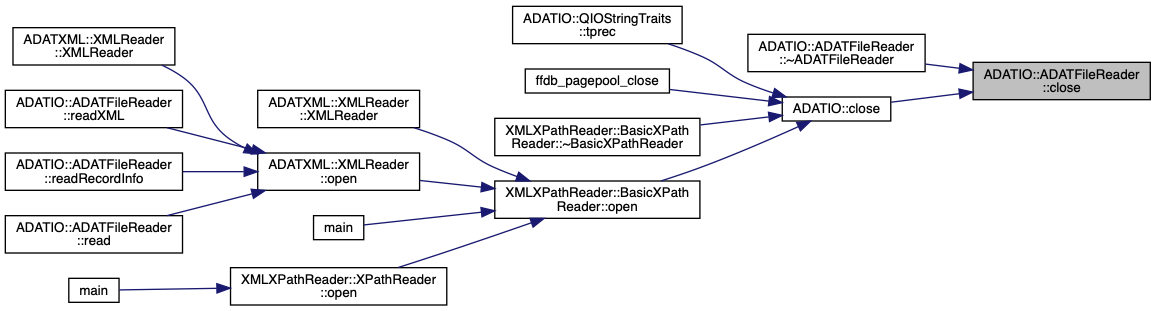 ADATXML::XMLReader
::XMLReader
ADATIO::ADATFileReader
::readXML
ADATIO::ADATFileReader
::readRecordInfo
ADATIO::ADATFileReader
::read
main
ADATXML::XMLReader
::XMLReader
ADATXML::XMLReader
::open
main
XMLXPathReader::XPathReader
::open
ADATIO::QIOStringTraits
::tprec
ffdb_pagepool_close
XMLXPathReader::BasicXPath
Reader::~BasicXPathReader
XMLXPathReader::BasicXPath
Reader::open
ADATIO::ADATFileReader
::~ADATFileReader
ADATIO::close
ADATIO::ADATFileReader
::close